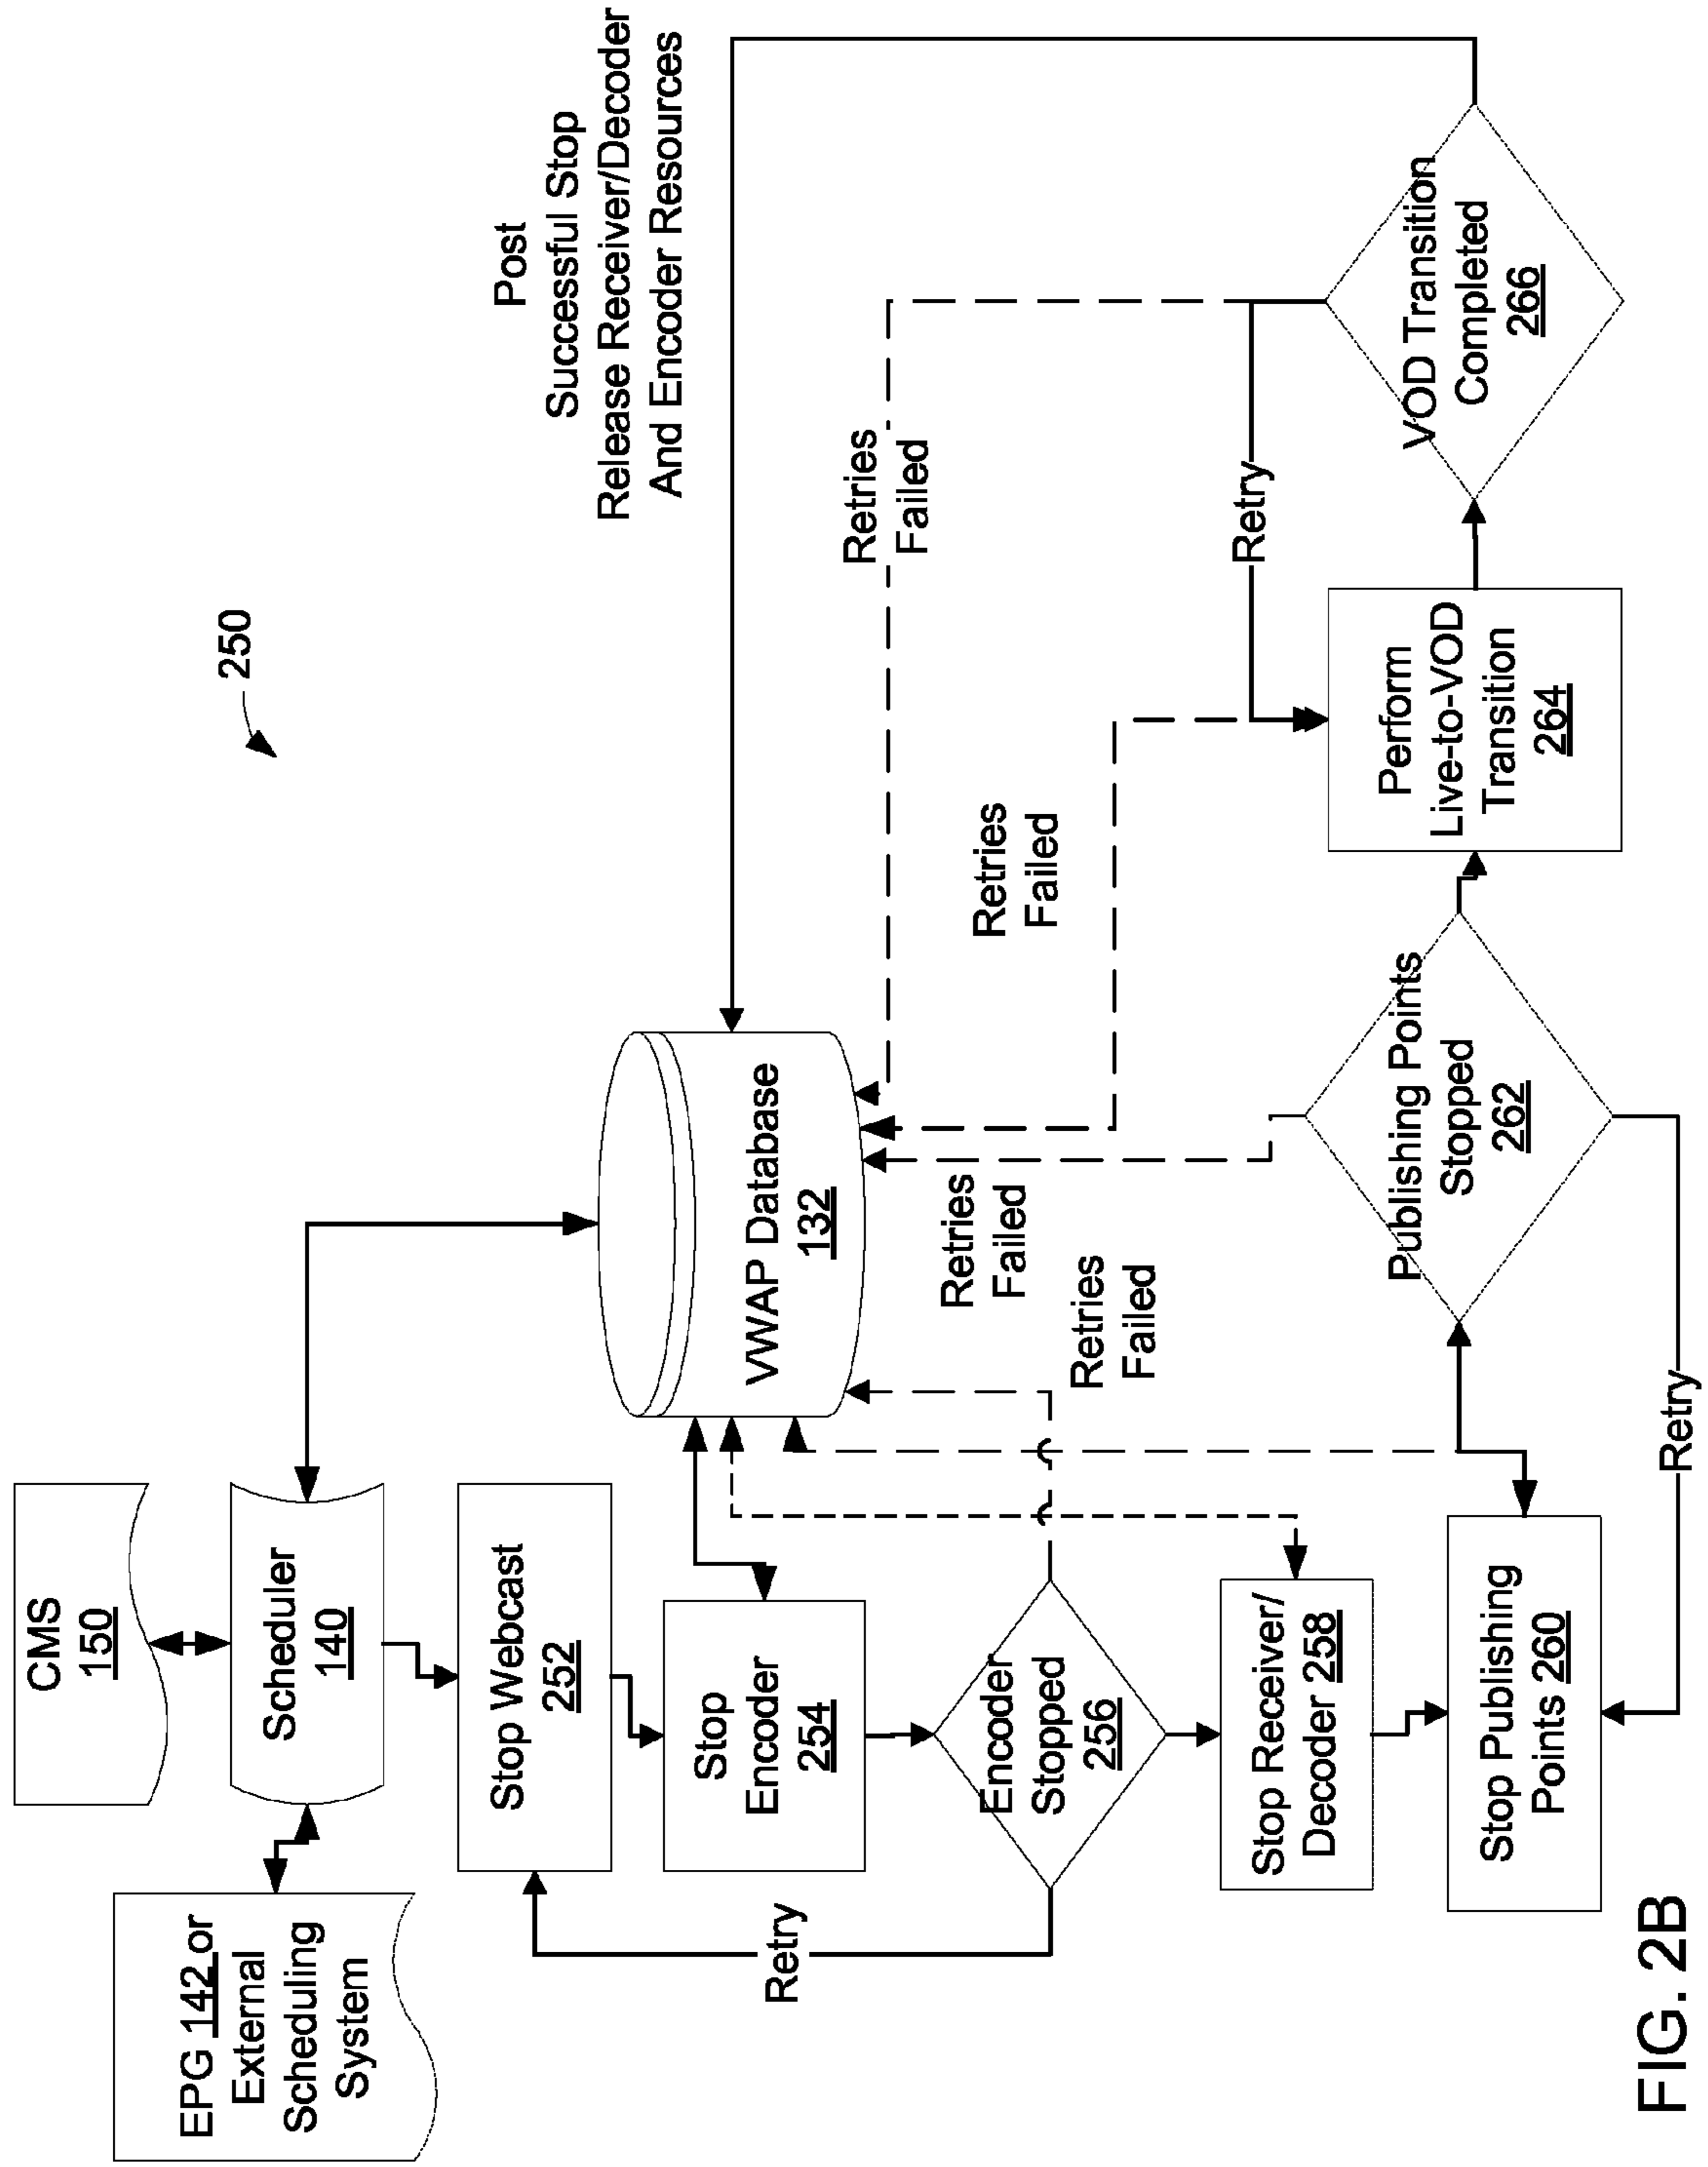 250
CMS
150
EPG 142 or
External
Scheduling
System
Scheduler
140
Stop Webcast
252
Stop
Encoder
254
Retry
Encoder
Stopped
256
Stop Receiver/
Decoder 258
Stop Publishing
Points 260
Retry
VWAP Database
132
Retries
Failed
Retries
Failed
Retries
Failed
Retries
Failed
Publishing Points
Stopped
262
Perform
Live-to-VOD
Transition
264
Retry
VOD Transition
Completed
266
Post
Successful Stop
Release Receiver/Decoder
And Encoder Resources
FIG. 2B